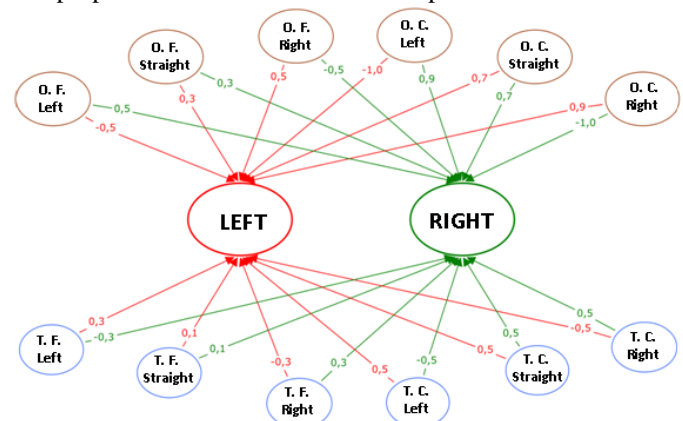 O. F.
Left
O. F.
Straight
O. F.
Right
O. C.
Left
O. C.
Straight
O. C.
Right
0,5
-0,5
0,3
0,3
-0,5
0,5
-1,0
0,9
0,7
0,7
0,9
-1,0
LEFT
RIGHT
0,3
-0,3
0,1
0,1
-0,3
0,3
0,5
-0,5
0,5
0,5
0,5
-0,5
T. F.
Left
T. F.
Straight
T. F.
Right
T. C.
Left
T. C.
Straight
T. C.
Right